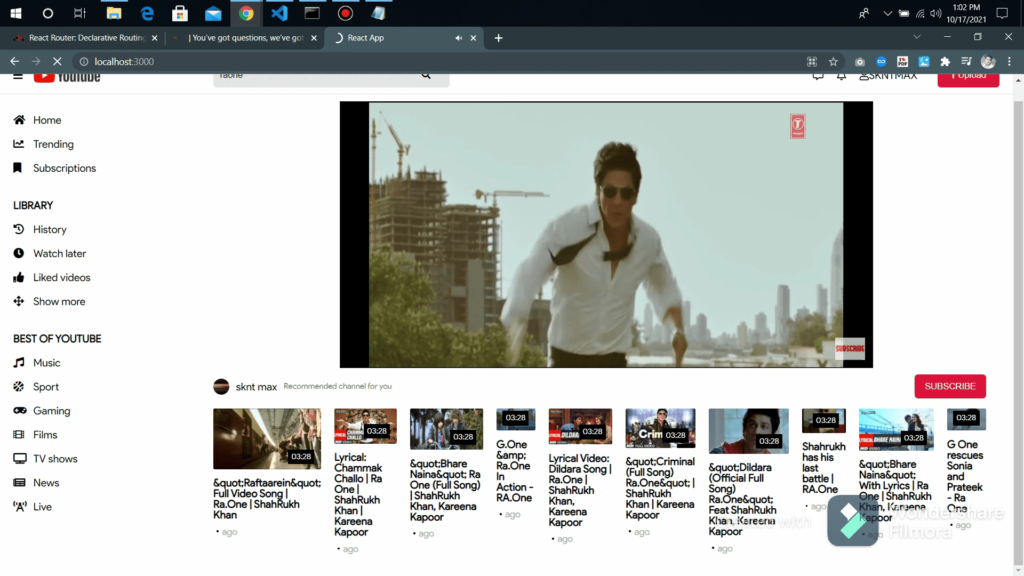 1:02 PM
10/17/2021
React Router: Declarative Routing
| You've got questions, we've got
React App
localhost:3000
YouTube
raone
SKNTMAX
Upload
Home
Trending
Subscriptions
LIBRARY
History
Watch later
Liked videos
Show more
BEST OF YOUTUBE
Music
Sport
Gaming
Films
TV shows
News
Live
T
SUBSCRIBE
sknt max Recommended channel for you
SUBSCRIBE
03:28
&quot;Raftaarein&quot;
Full Video Song |
Ra.One | ShahRukh
Khan
• ago
03:28
Lyrical:
Chammak
Challo | Ra
One |
ShahRukh
Khan |
Kareena
Kapoor
• ago
03:28
&quot;Bhare
Naina&quot; Ra
One (Full Song)
| ShahRukh
Khan, Kareena
Kapoor
• ago
03:28
G.One
&amp;
Ra.One
In
Action -
RA.One
• ago
DILDARA
03:28
Lyrical Video:
Dildara Song |
Ra.One |
ShahRukh
Khan,
Kareena
Kapoor
• ago
Crim
03:28
&quot;Criminal
(Full Song)
Ra.One&quot; |
ShahRukh Khan
| Kareena
Kapoor
• ago
03:28
&quot;Dildara
(Official Full
Song)
Ra.One&quot;
Feat ShahRukh
Khan, Kareena
Kapoor
• ago
03:28
Shahrukh
has his
last
battle |
RA.One
• ago
BHARE NAINA
03:28
&quot;Bhare
Naina&quot;
With Lyrics | Ra
One | ShahRukh
Khan, Kareena
Kapoor
• ago
03:28
G One
rescues
Sonia
and
Prateek
- Ra
One
• ago
with
Wondershare
Filmora